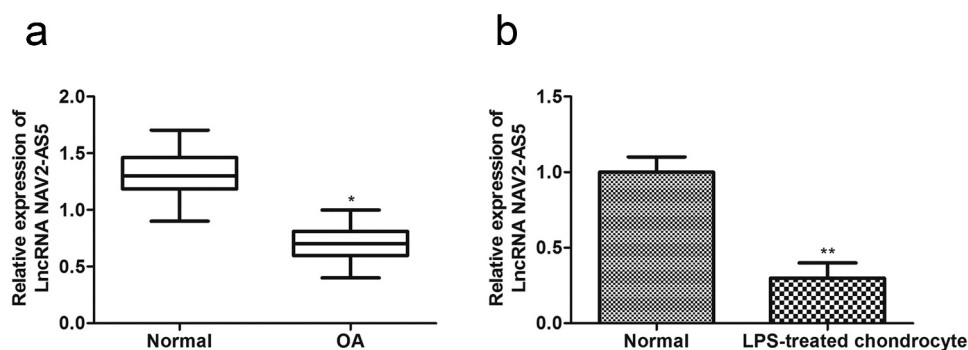 a
Relative expression of
LncRNA NAV2-AS5
2.0
1.5
1.0
0.5
0.0
*
Normal
OA
b
Relative expression of
LncRNA NAV2-AS5
1.5
1.0
0.5
0.0
**
Normal
LPS-treated chondrocyte